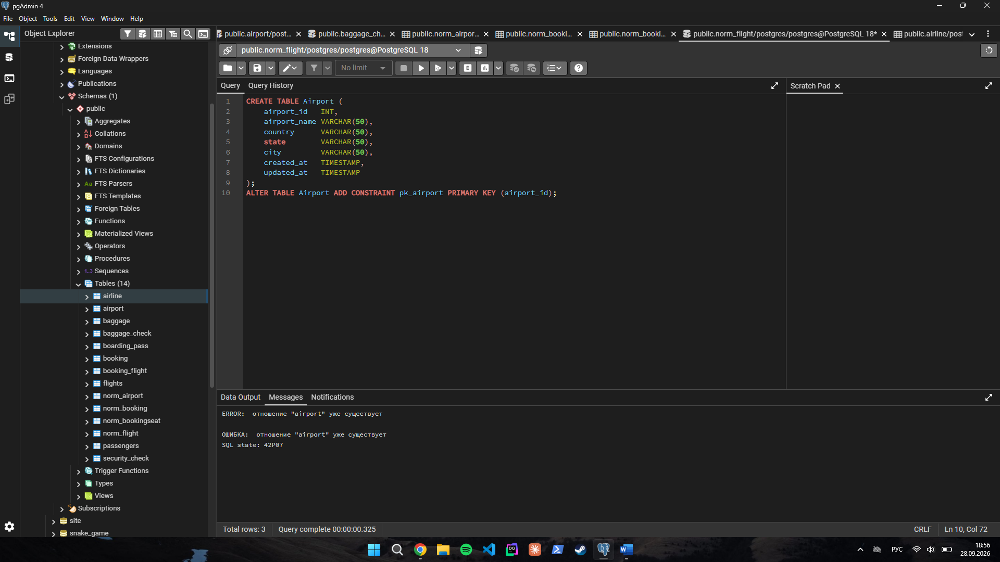 pgAdmin 4
File Object Tools Edit View Window Help
Object Explorer
public.airport/post...
public.baggage_ch...
public.norm_airpor...
public.norm_booki...
public.norm_booki...
public.norm_flight/postgres/postgres@PostgreSQL 18*
public.airline/post
public.norm_flight/postgres/postgres@PostgreSQL 18
No limit
Query Query History
Scratch Pad
Extensions
Foreign Data Wrappers
Languages
Publications
Schemas (1)
public
Aggregates
Collations
Domains
FTS Configurations
FTS Dictionaries
Aa FTS Parsers
FTS Templates
Foreign Tables
Functions
Materialized Views
Operators
Procedures
1..3 Sequences
Tables (14)
airline
airport
baggage
baggage_check
boarding_pass
booking
booking_flight
flights
norm_airport
norm_booking
norm_bookingseat
norm_flight
passengers
security_check
Trigger Functions
Types
Views
Subscriptions
site
snake_game
1 CREATE TABLE Airport (
2 airport_id INT,
3 airport_name VARCHAR(50),
4 country VARCHAR(50),
5 state VARCHAR(50),
6 city VARCHAR(50),
7 created_at TIMESTAMP,
8 updated_at TIMESTAMP
9 );
10 ALTER TABLE Airport ADD CONSTRAINT pk_airport PRIMARY KEY (airport_id);
Data Output Messages Notifications
ERROR: отношение "airport" уже существует
ОШИБКА: отношение "airport" уже существует
SQL state: 42P07
Total rows: 3 Query complete 00:00:00.325
CRLF Ln 10, Col 72
РУС
18:56
28.09.2026